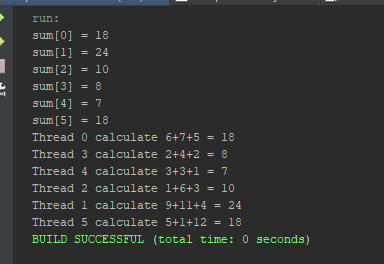 run:
sum[0] = 18
sum[1] = 24
sum[2] = 10
sum[3] = 8
sum[4] = 7
sum[5] = 18
Thread 0 calculate 6+7+5 = 18
Thread 3 calculate 2+4+2 = 8
Thread 4 calculate 3+3+1 = 7
Thread 2 calculate 1+6+3 = 10
Thread 1 calculate 9+11+4 = 24
Thread 5 calculate 5+1+12 = 18
BUILD SUCCESSFUL (total time: 0 seconds)